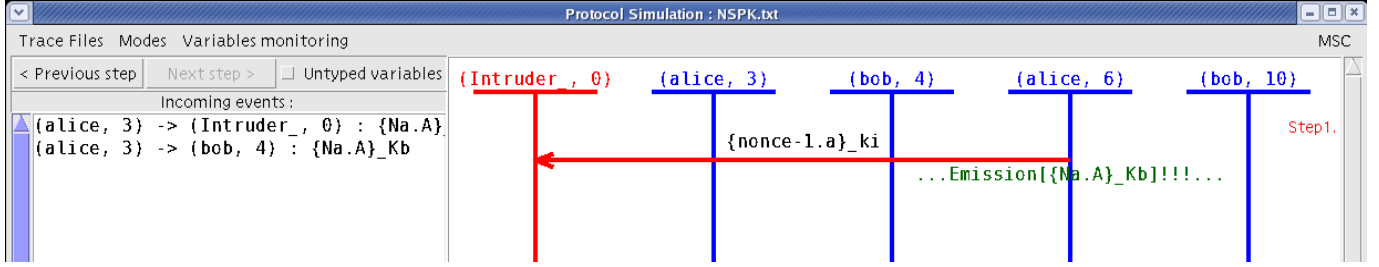 Protocol Simulation : NSPK.txt
Trace Files Modes Variables monitoring MSC
< Previous step Next step > Untyped variables
Incoming events :
(alice, 3) -> (Intruder_, 0) : {Na.A}
(alice, 3) -> (bob, 4) : {Na.A}_Kb
(Intruder_, 0) (alice, 3) (bob, 4) (alice, 6) (bob, 10)
Step1.
{nonce-1.a}_ki
...Emission[{Na.A}_Kb]!!!...